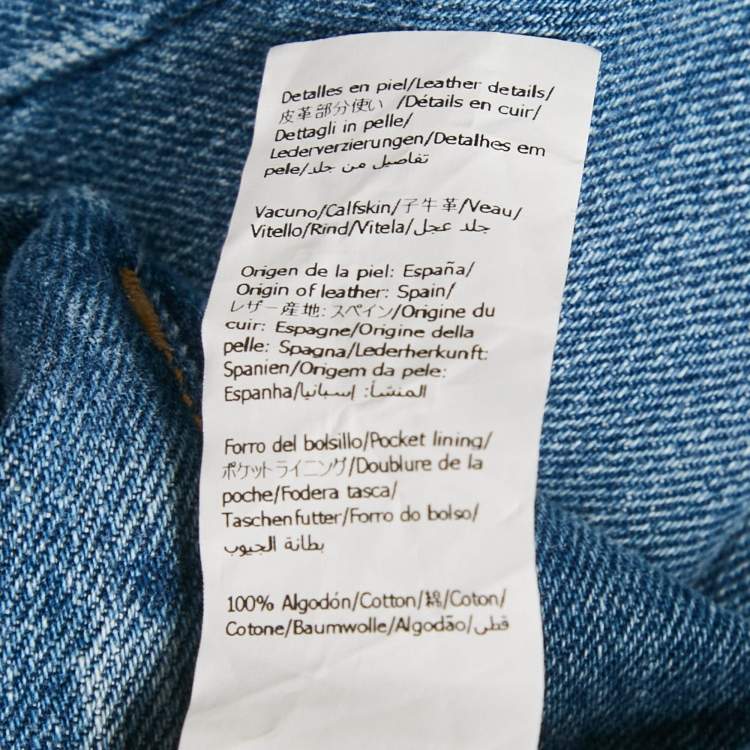 Detalles en piel/Leather details/
皮革部分使い /Détails en cuir/
Dettagli in pelle/
Lederverzierungen/Detalhes em
pele/تفاصيل من جلد
Vacuno/Calfskin/子牛革/Veau/
Vitello/Rind/Vitela/جلد عجل
Origen de la piel: España/
Origin of leather: Spain/
レザー産地: スペイン/Origine du
cuir: Espagne/Origine della
pelle: Spagna/Lederherkunft:
Spanien/Origem da pele:
Espanha/المنشأ: إسبانيا
Forro del bolsillo/Pocket lining/
ポケットライニング/Doublure de la
poche/Fodera tasca/
Taschenfutter/Forro do bolso/
بطانة الجيوب
100% Algodón/Cotton/綿/Coton/
Cotone/Baumwolle/Algodão/قطن